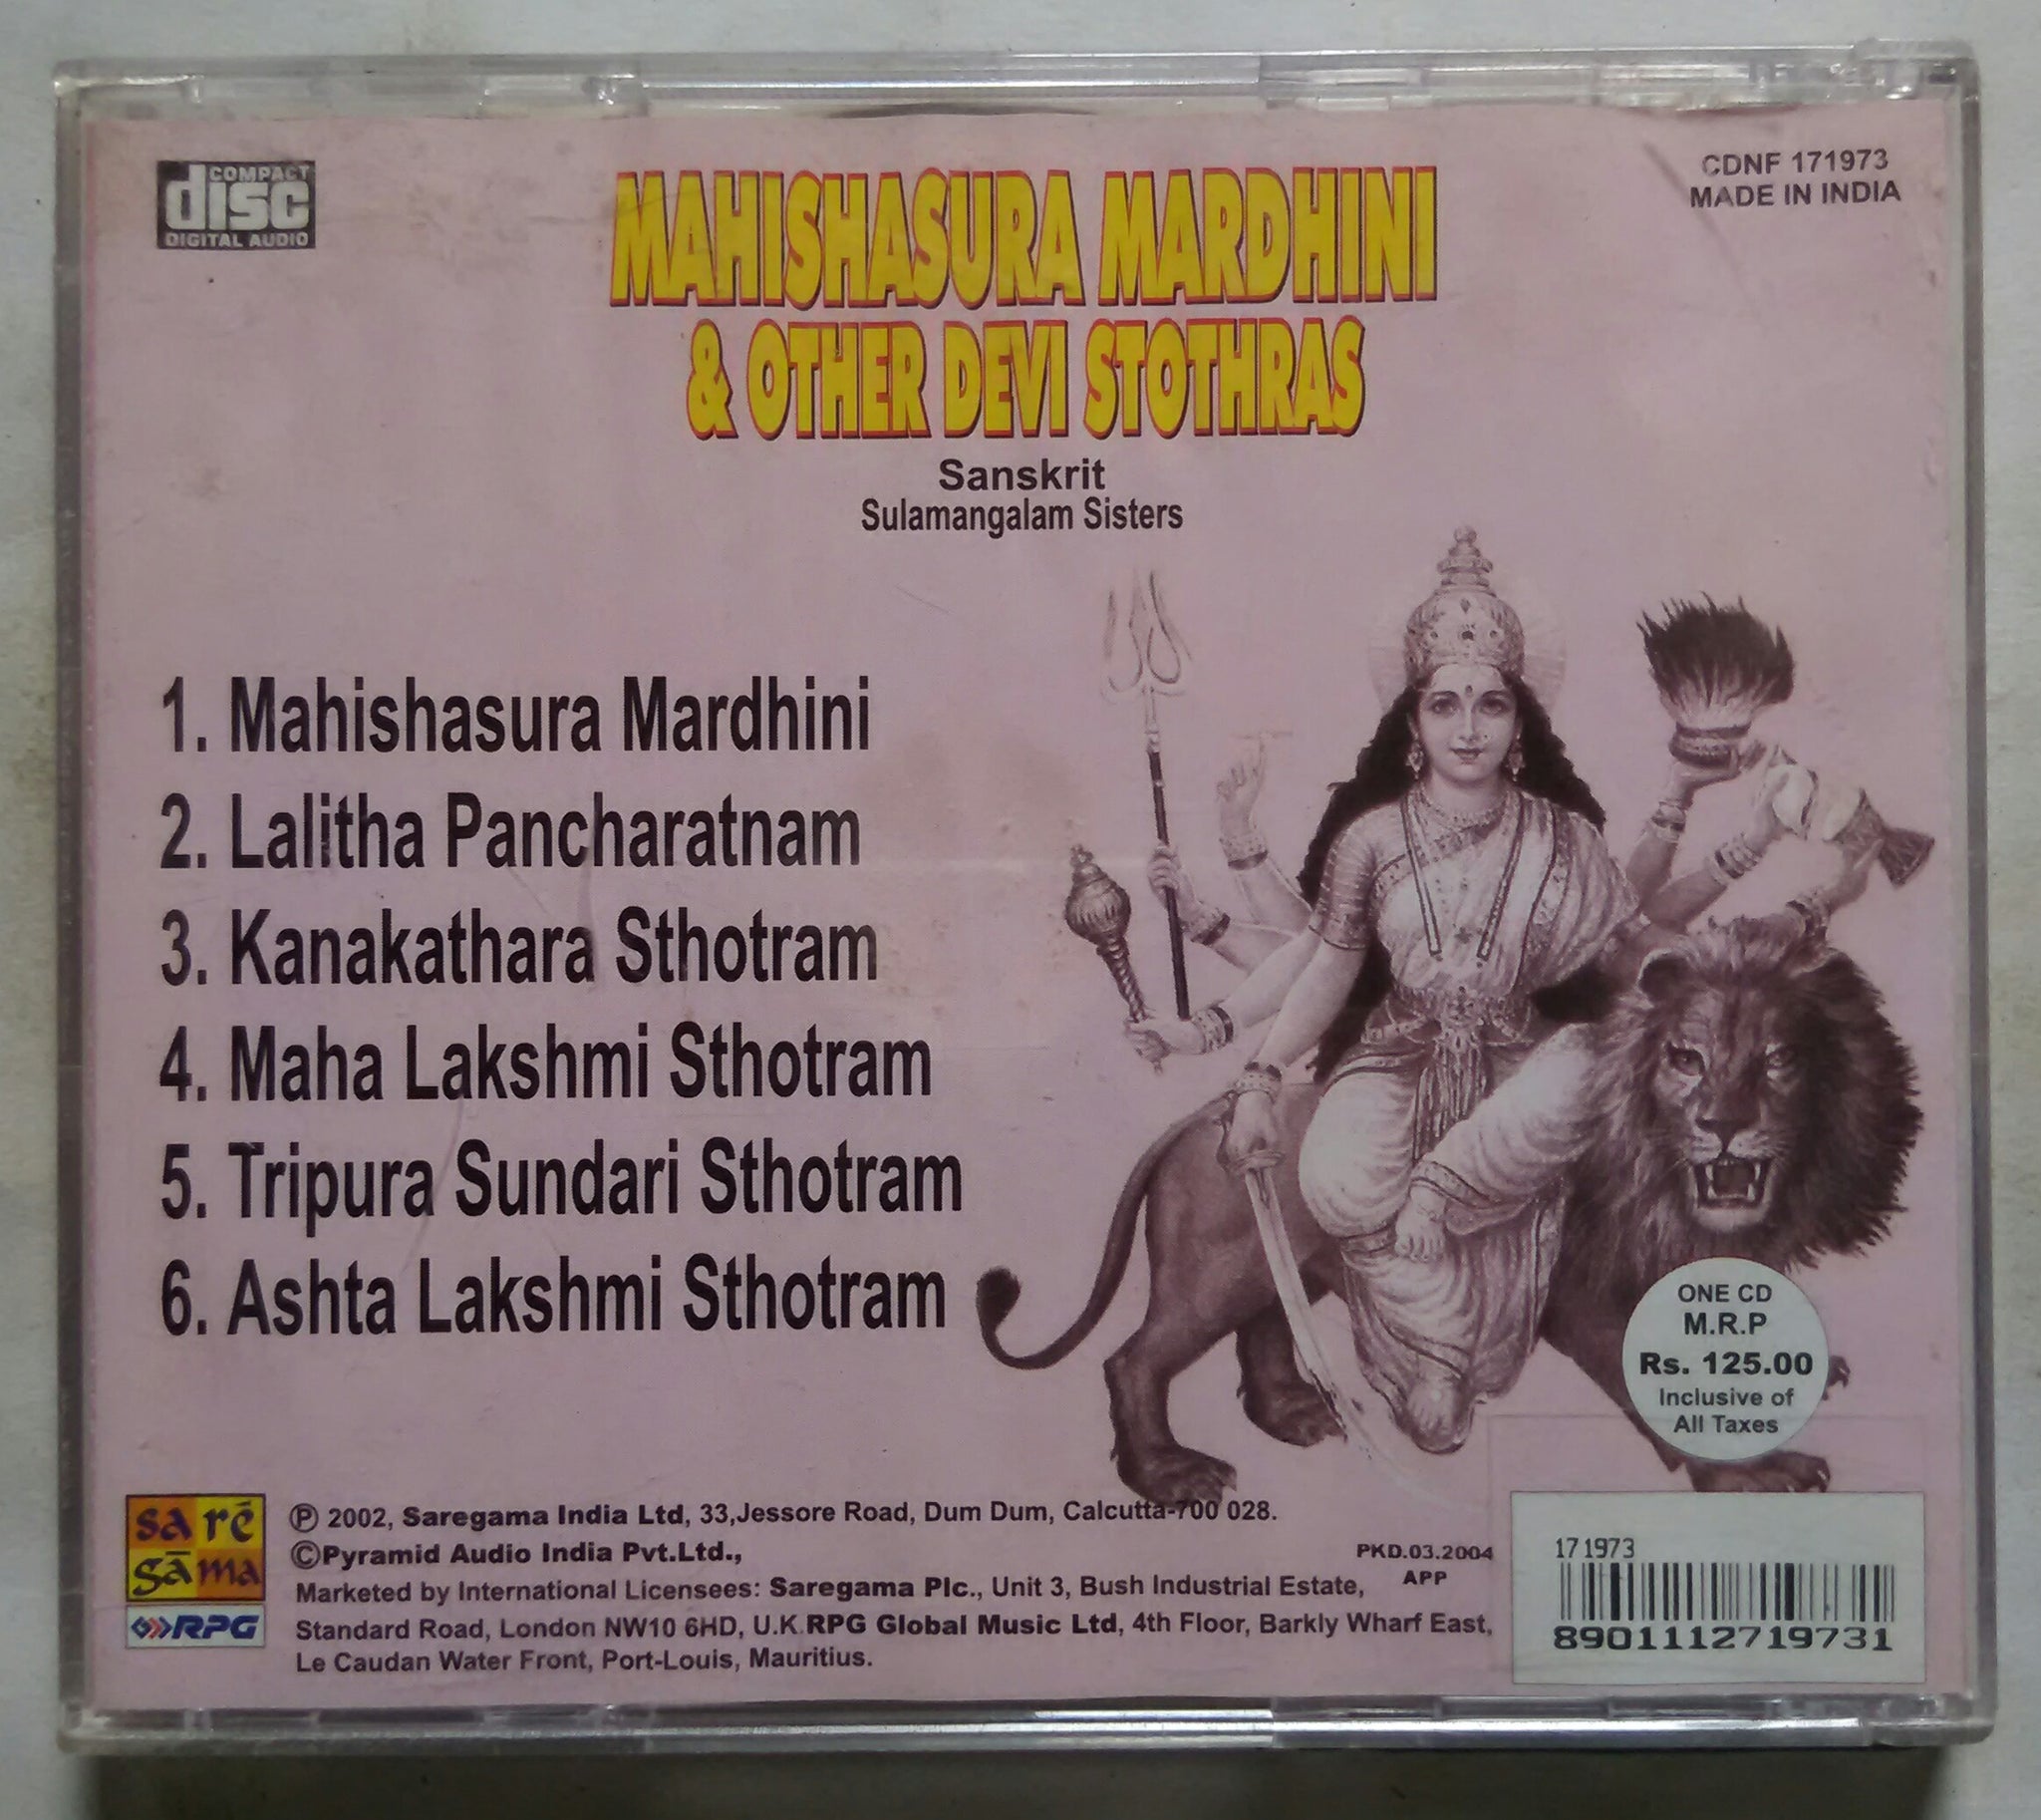 COMPACT
disc
DIGITAL AUDIO
CDNF 171973
MADE IN INDIA
MAHISHASURA MARDHINI
& OTHER DEVI STOTHRAS
Sanskrit
Sulamangalam Sisters
1. Mahishasura Mardhini
2. Lalitha Pancharatnam
3. Kanakathara Sthotram
4. Maha Lakshmi Sthotram
5. Tripura Sundari Sthotram
6. Ashta Lakshmi Sthotram
ONE CD
M.R.P
Rs. 125.00
Inclusive of
All Taxes
sa rē
gāma
RPG
Ⓟ 2002, Saregama India Ltd, 33,Jessore Road, Dum Dum, Calcutta-700 028.
©Pyramid Audio India Pvt.Ltd.,
Marketed by International Licensees: Saregama Plc., Unit 3, Bush Industrial Estate,
Standard Road, London NW10 6HD, U.K.RPG Global Music Ltd, 4th Floor, Barkly Wharf East,
Le Caudan Water Front, Port-Louis, Mauritius.
PKD.03.2004
APP
171973
8901112719731